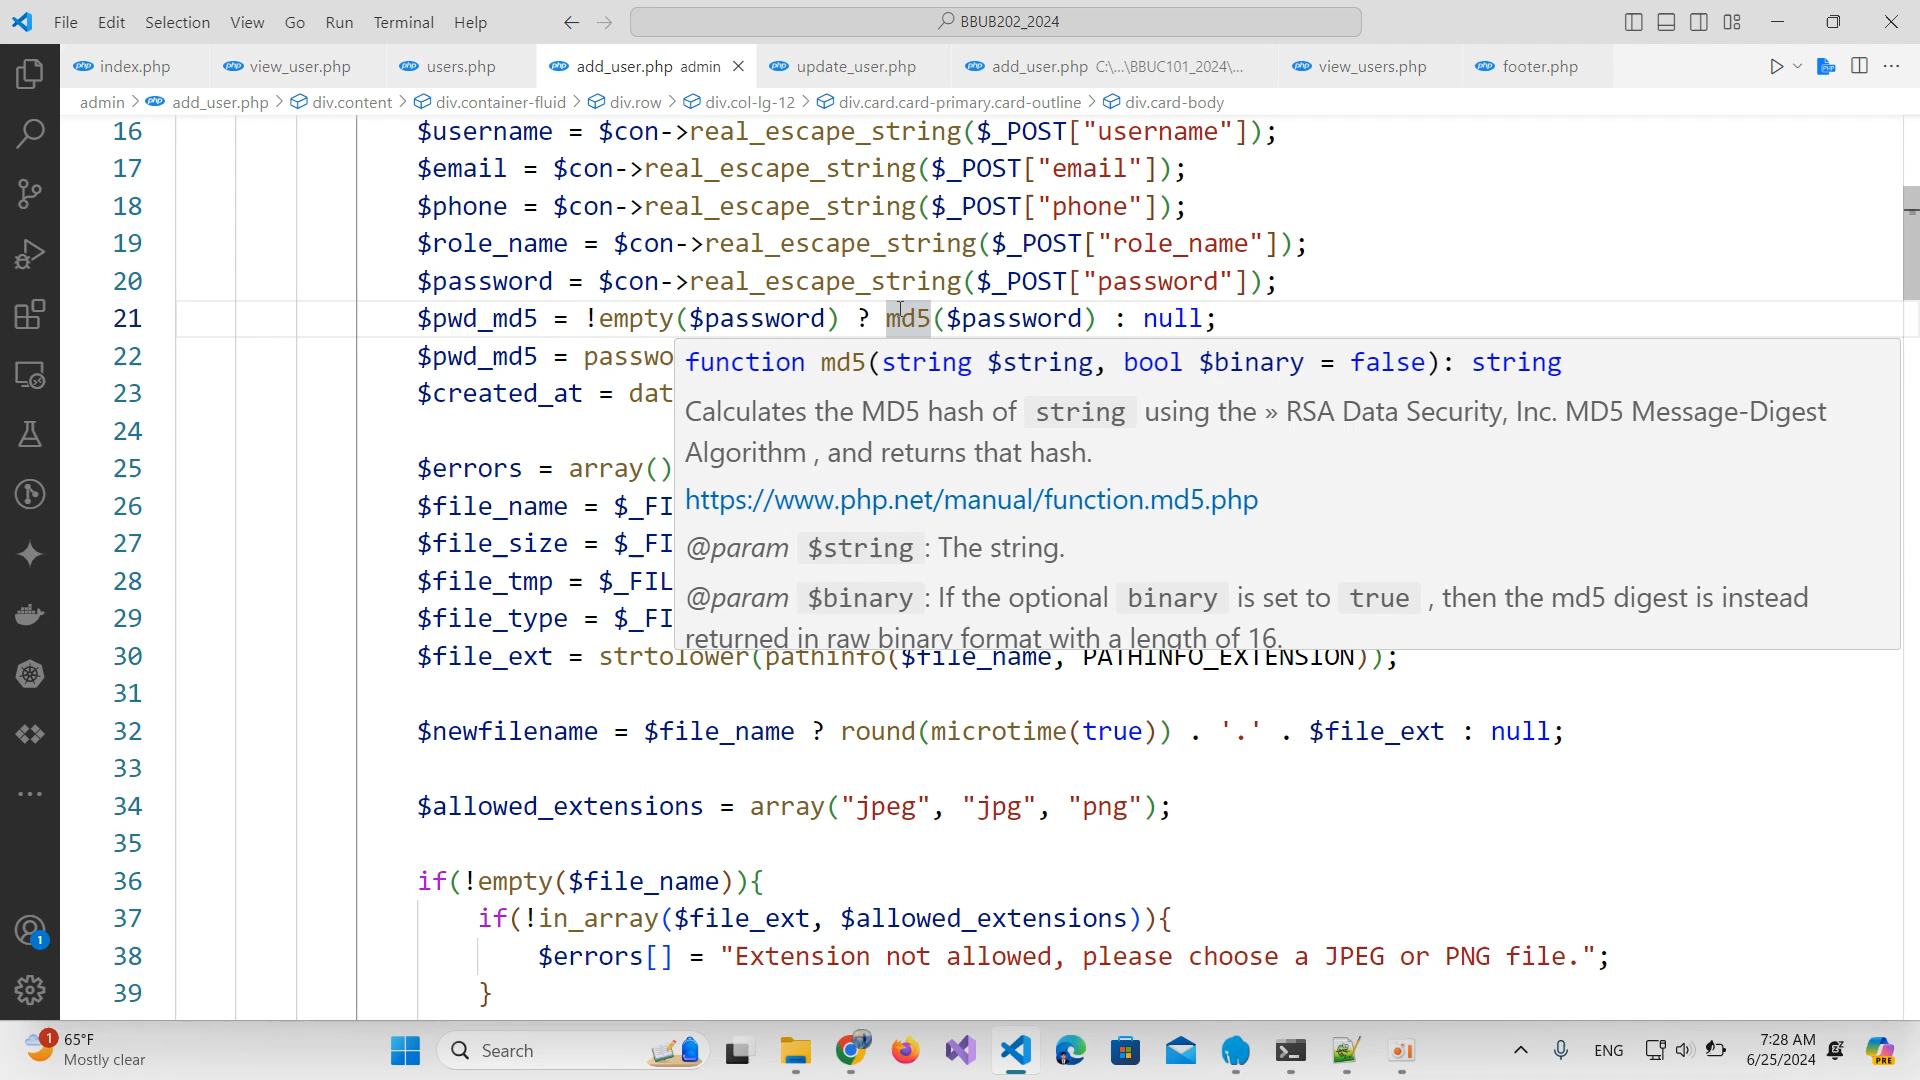 File Edit Selection View Go Run Terminal Help
BBUB202_2024
php index.php php view_user.php php users.php php add_user.php admin php update_user.php php add_user.php C:\...\BBUC101_2024\... php view_users.php php footer.php
admin > php add_user.php > div.content > div.container-fluid > div.row > div.col-lg-12 > div.card.card-primary.card-outline > div.card-body
16 $username = $con->real_escape_string($_POST["username"]);
17 $email = $con->real_escape_string($_POST["email"]);
18 $phone = $con->real_escape_string($_POST["phone"]);
19 $role_name = $con->real_escape_string($_POST["role_name"]);
20 $password = $con->real_escape_string($_POST["password"]);
21 $pwd_md5 = !empty($password) ? md5($password) : null;
22 $pwd_md5 = passwo
function md5(string $string, bool $binary = false): string
23 $created_at = dat
Calculates the MD5 hash of string using the » RSA Data Security, Inc. MD5 Message-Digest
24
Algorithm , and returns that hash.
25 $errors = array()
26 $file_name = $_FI
https://www.php.net/manual/function.md5.php
27 $file_size = $_FI
@param $string : The string.
28 $file_tmp = $_FIL
@param $binary : If the optional binary is set to true , then the md5 digest is instead
29 $file_type = $_FI
returned in raw binary format with a length of 16.
30 $file_ext = strtolower(pathinfo($file_name, PATHINFO_EXTENSION));
31
32 $newfilename = $file_name ? round(microtime(true)) . '.' . $file_ext : null;
33
34 $allowed_extensions = array("jpeg", "jpg", "png");
35
36 if(!empty($file_name)){
37 if(!in_array($file_ext, $allowed_extensions)){
38 $errors[] = "Extension not allowed, please choose a JPEG or PNG file.";
39 }
1
1 65°F
Mostly clear
Search
ENG
7:28 AM
6/25/2024
PRE